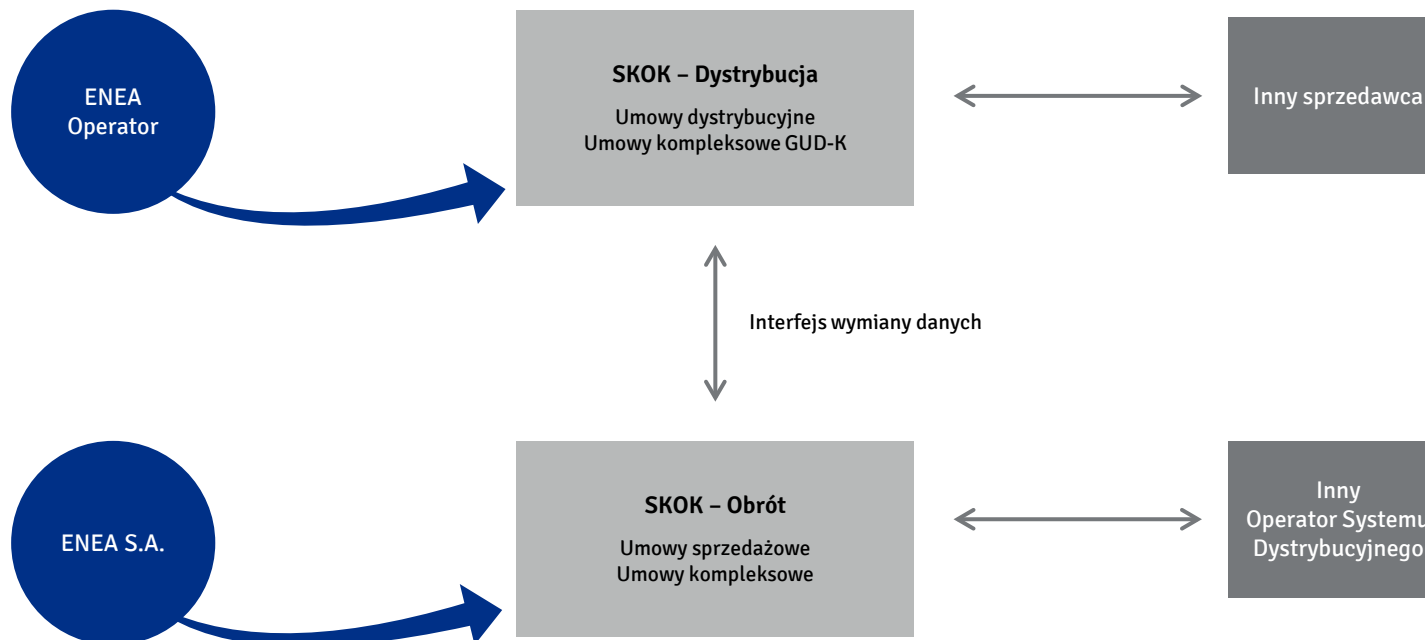 ENEA
Operator
SKOK – Dystrybucja
Umowy dystrybucyjne
Umowy kompleksowe GUD-K
Inny sprzedawca
Interfejs wymiany danych
ENEA S.A.
SKOK – Obrót
Umowy sprzedażowe
Umowy kompleksowe
Inny
Operator Systemu
Dystrybucyjnego